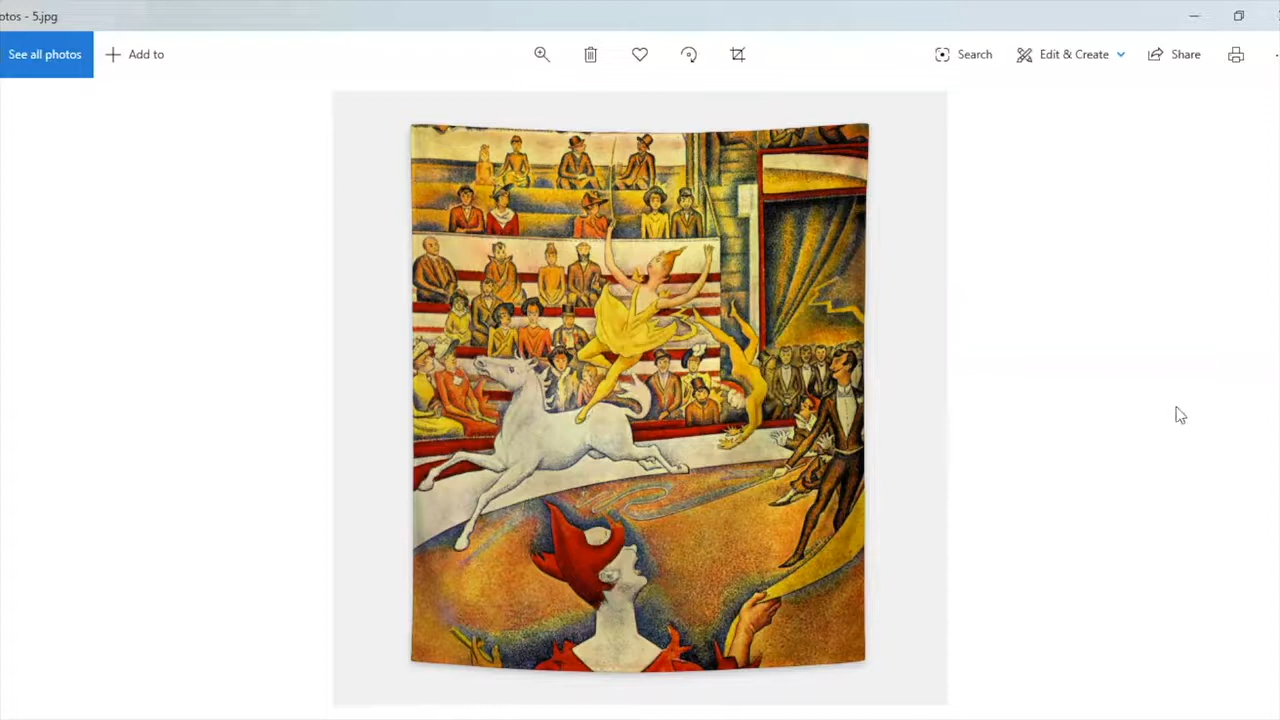 otos - 5.jpg
See all photos
Add to
Search
Edit & Create
Share